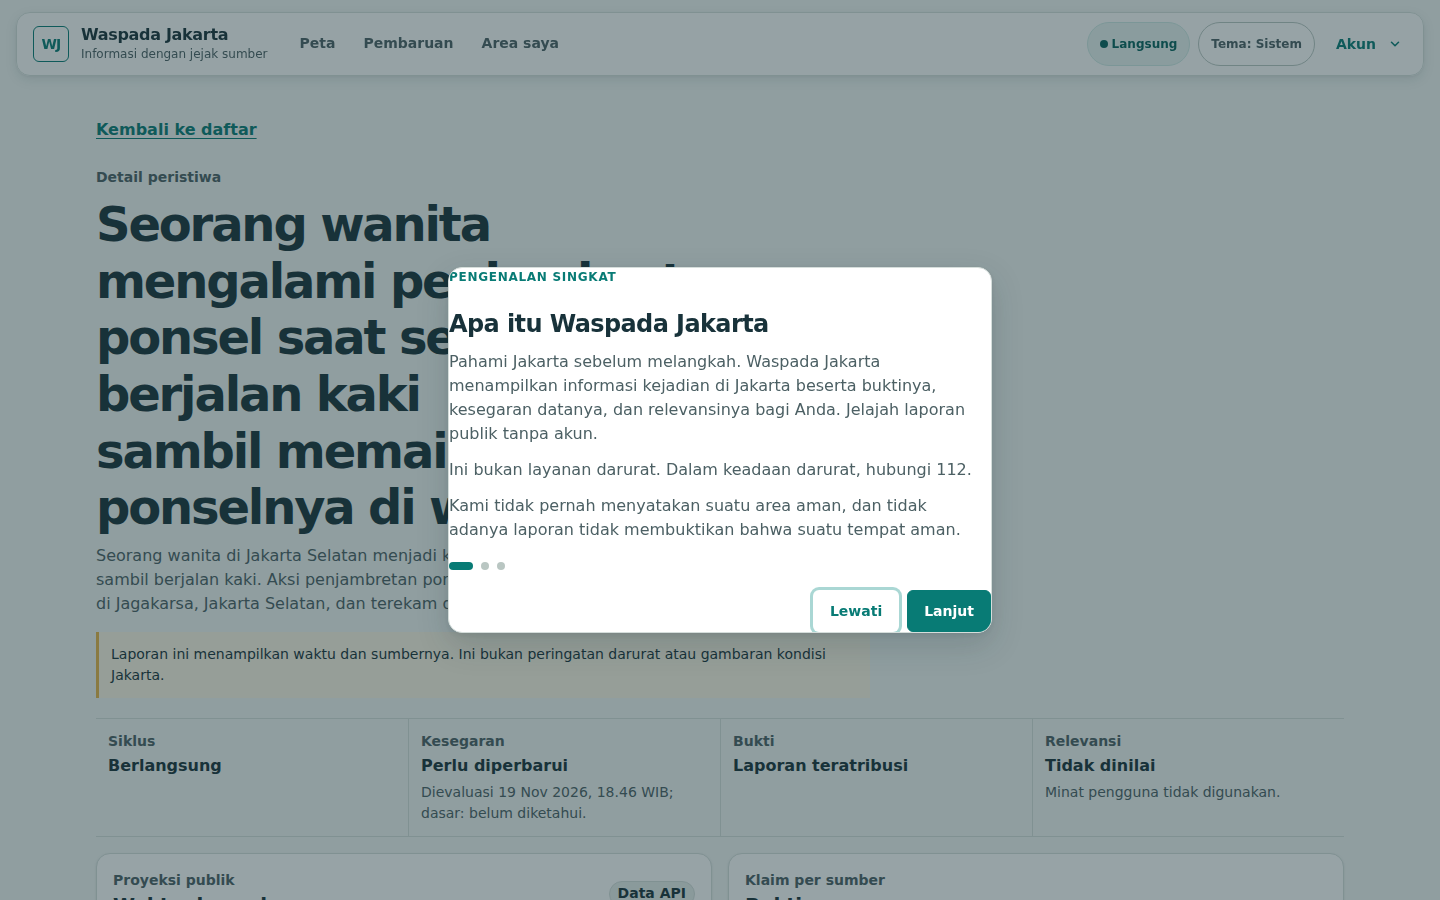 WJ
Waspada Jakarta
Informasi dengan jejak sumber
Peta
Pembaruan
Area saya
Langsung
Tema: Sistem
Akun
Kembali ke daftar
Detail peristiwa
Seorang wanita
mengalami
ponsel saat
berjalan kaki
sambil
ponselnya di
Seorang wanita di Jakarta Selatan menjadi
sambil berjalan kaki. Aksi penjambretan
di Jagakarsa, Jakarta Selatan, dan terekam
PENGENALAN SINGKAT
Apa itu Waspada Jakarta
Pahami Jakarta sebelum melangkah. Waspada Jakarta
menampilkan informasi kejadian di Jakarta beserta buktinya,
kesegaran datanya, dan relevansinya bagi Anda. Jelajah laporan
publik tanpa akun.
Ini bukan layanan darurat. Dalam keadaan darurat, hubungi 112.
Kami tidak pernah menyatakan suatu area aman, dan tidak
adanya laporan tidak membuktikan bahwa suatu tempat aman.
Lewati
Lanjut
Laporan ini menampilkan waktu dan sumbernya. Ini bukan peringatan darurat atau gambaran kondisi
Jakarta.
Siklus
Berlangsung
Kesegaran
Perlu diperbarui
Dievaluasi 19 Nov 2026, 18.46 WIB;
dasar: belum diketahui.
Bukti
Laporan teratribusi
Relevansi
Tidak dinilai
Minat pengguna tidak digunakan.
Proyeksi publik
Data API
Klaim per sumber